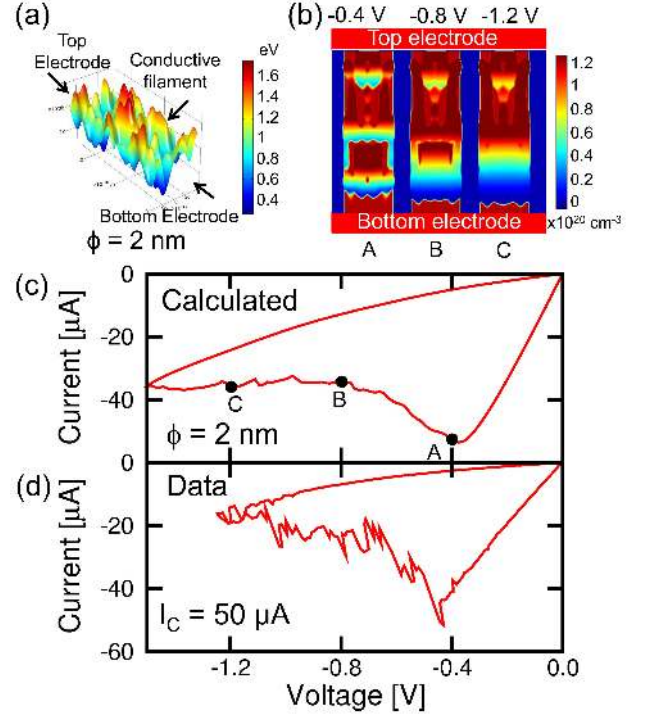 (a)
Top
Electrode
Conductive
filament
eV
1.6
1.4
1.2
1
0.8
0.6
0.4
Bottom Electrode
ϕ = 2 nm
(b)
-0.4 V -0.8 V -1.2 V
Top electrode
1.2
1
0.8
0.6
0.4
0.2
0
Bottom electrode
x10²⁰ cm⁻³
A B C
(c)
Calculated
Current [μA]
0
-20
-40
0
C
B
A
ϕ = 2 nm
(d)
Data
Current [μA]
-20
-40
-60
I_C = 50 μA
-1.2 -0.8 -0.4 0.0
Voltage [V]